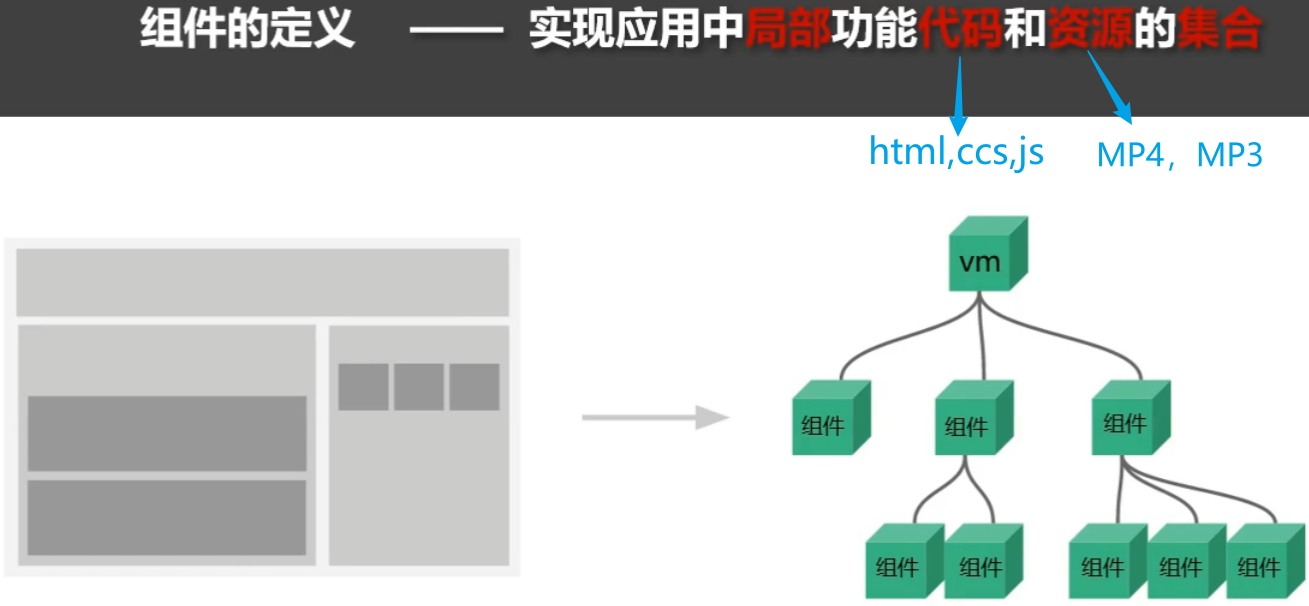 组件的定义 —— 实现应用中局部功能代码和资源的集合
html,ccs,js MP4，MP3
vm
组件 组件 组件
组件 组件 组件 组件 组件